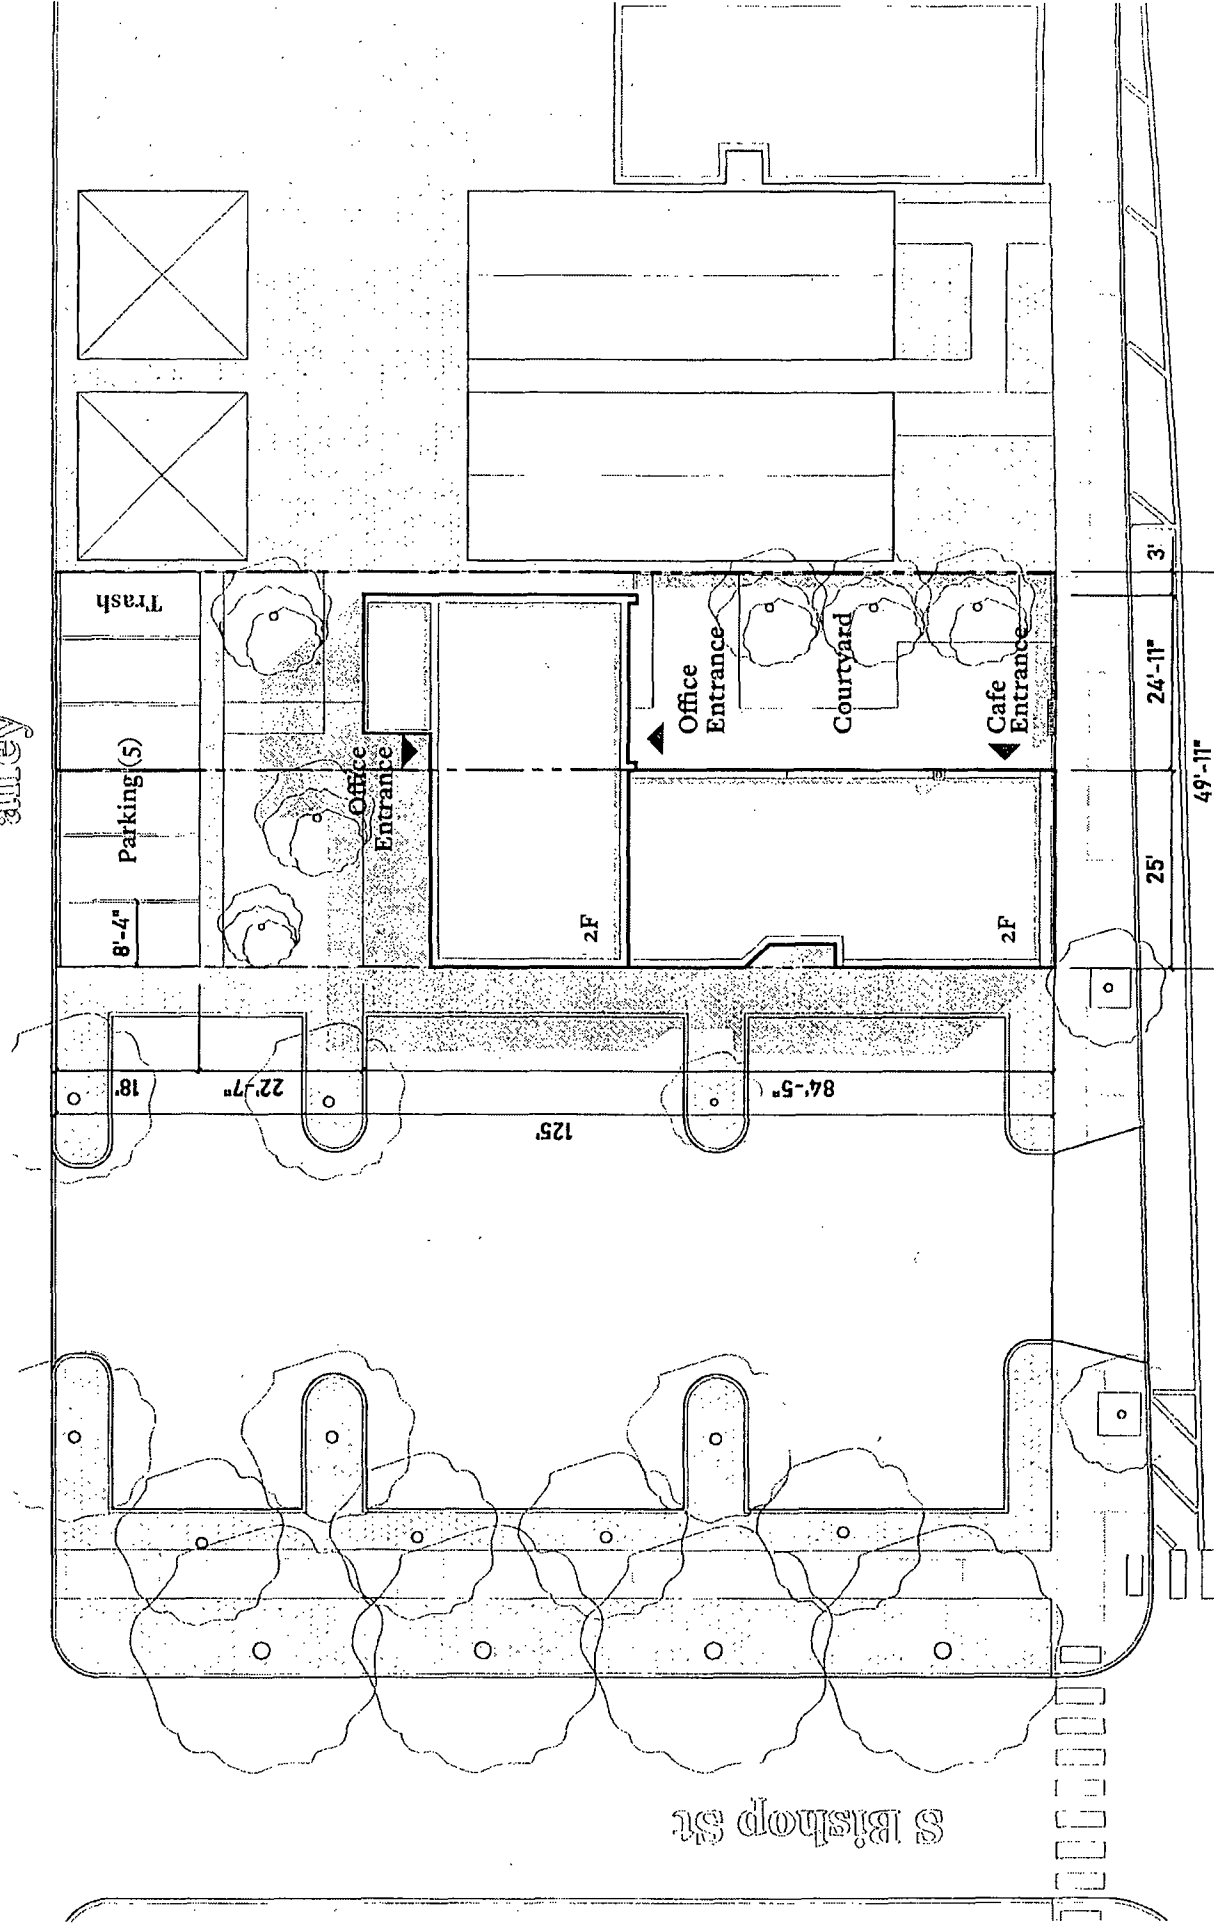 alley
Trash
Parking (5)
8'-4"
Office
Entrance
Office
Entrance
Courtyard
Cafe
Entrance
2F
2F
3'
24'-11"
25'
49'-11"
18'
22'-7"
84'-5"
125'
S Bishop St